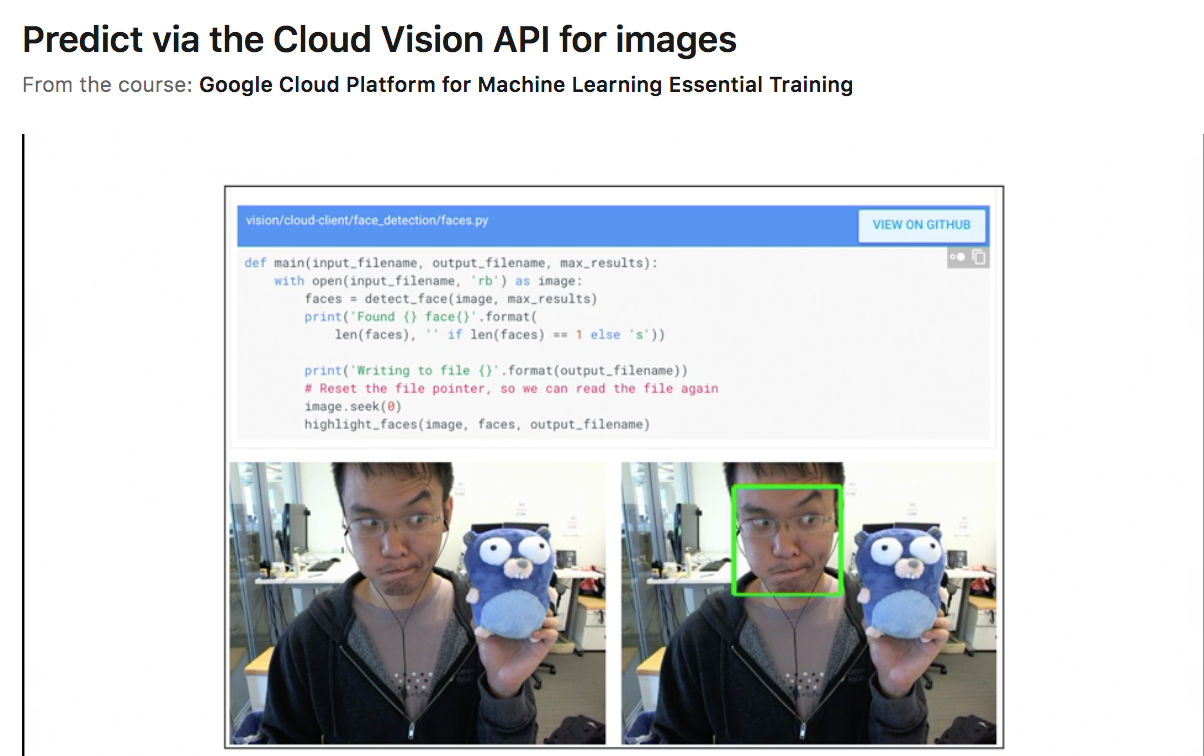 Predict via the Cloud Vision API for images
From the course: Google Cloud Platform for Machine Learning Essential Training
vision/cloud-client/face_detection/faces.py
VIEW ON GITHUB
def main(input_filename, output_filename, max_results):
    with open(input_filename, 'rb') as image:
        faces = detect_face(image, max_results)
        print('Found {} face{}'.format(
            len(faces), '' if len(faces) == 1 else 's'))

        print('Writing to file {}'.format(output_filename))
        # Reset the file pointer, so we can read the file again
        image.seek(0)
        highlight_faces(image, faces, output_filename)